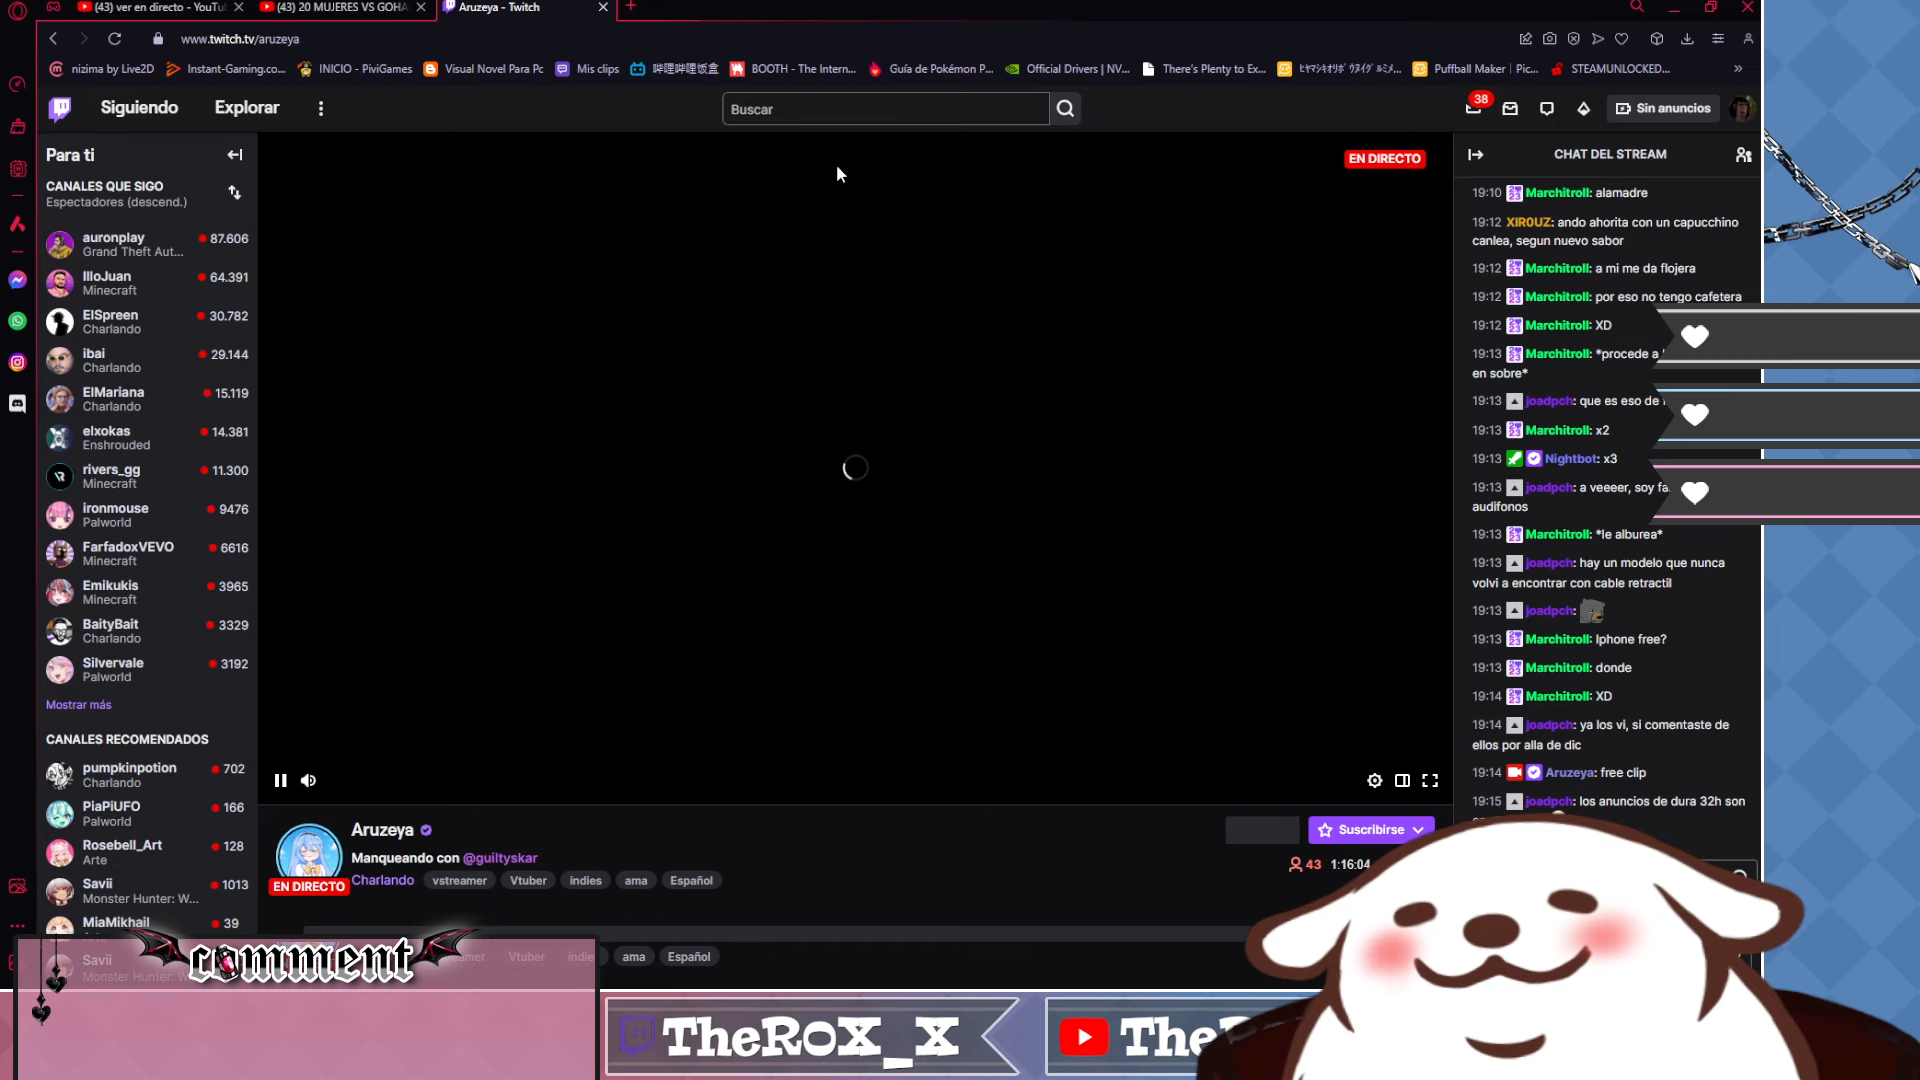 (43) ver en directo - YouTu
(43) 20 MUJERES VS GOHA
Aruzeya - Twitch
www.twitch.tv/aruzeya
nizima by Live2D
Instant-Gaming.co...
INICIO - PiviGames
Visual Novel Para Pc
Mis clips
哔哩哔哩饭盒
BOOTH - The Intern...
Guía de Pokémon P...
Official Drivers | NV...
There's Plenty to Ex...
Puffball Maker | Pic...
STEAMUNLOCKED...
»
Siguiendo
Explorar
Buscar
38
Sin anuncios
Para ti
CANALES QUE SIGO
Espectadores (descend.)
auronplay
87.606
Grand Theft Aut...
IlloJuan
64.391
Minecraft
ElSpreen
30.782
Charlando
ibai
29.144
Charlando
ElMariana
15.119
Charlando
elxokas
14.381
Enshrouded
rivers_gg
11.300
Minecraft
ironmouse
9476
Palworld
FarfadoxVEVO
6616
Minecraft
Emikukis
3965
Minecraft
BaityBait
3329
Charlando
Silvervale
3192
Palworld
Mostrar más
CANALES RECOMENDADOS
pumpkinpotion
702
Charlando
PiaPiUFO
166
Palworld
Rosebell_Art
128
Arte
Savii
1013
Monster Hunter: W...
MiaMikhail
39
Savii
Monster Hunter: W
comment
EN DIRECTO
Aruzeya
Manqueando con @guiltyskar
EN DIRECTO
Charlando
vstreamer
Vtuber
indies
ama
Español
Suscribirse
43
1:16:04
eamer
Vtuber
indie
ama
Español
CHAT DEL STREAM
19:10 Marchitroll: alamadre
19:12 XIR0UZ: ando ahorita con un capucchino
canlea, segun nuevo sabor
19:12 Marchitroll: a mi me da flojera
19:12 Marchitroll: por eso no tengo cafetera
19:12 Marchitroll: XD
19:13 Marchitroll: *procede a
en sobre*
19:13 joadpch: que es eso de
19:13 Marchitroll: x2
19:13 Nightbot: x3
19:13 joadpch: a veeeer, soy fa
audifonos
19:13 Marchitroll: *le alburea*
19:13 joadpch: hay un modelo que nunca
volvi a encontrar con cable retractil
19:13 joadpch:
19:13 Marchitroll: Iphone free?
19:13 Marchitroll: donde
19:14 Marchitroll: XD
19:14 joadpch: ya los vi, si comentaste de
ellos por alla de dic
19:14 Aruzeya: free clip
19:15 joadpch: los anuncios de dura 32h son
TheROX_X
TheR